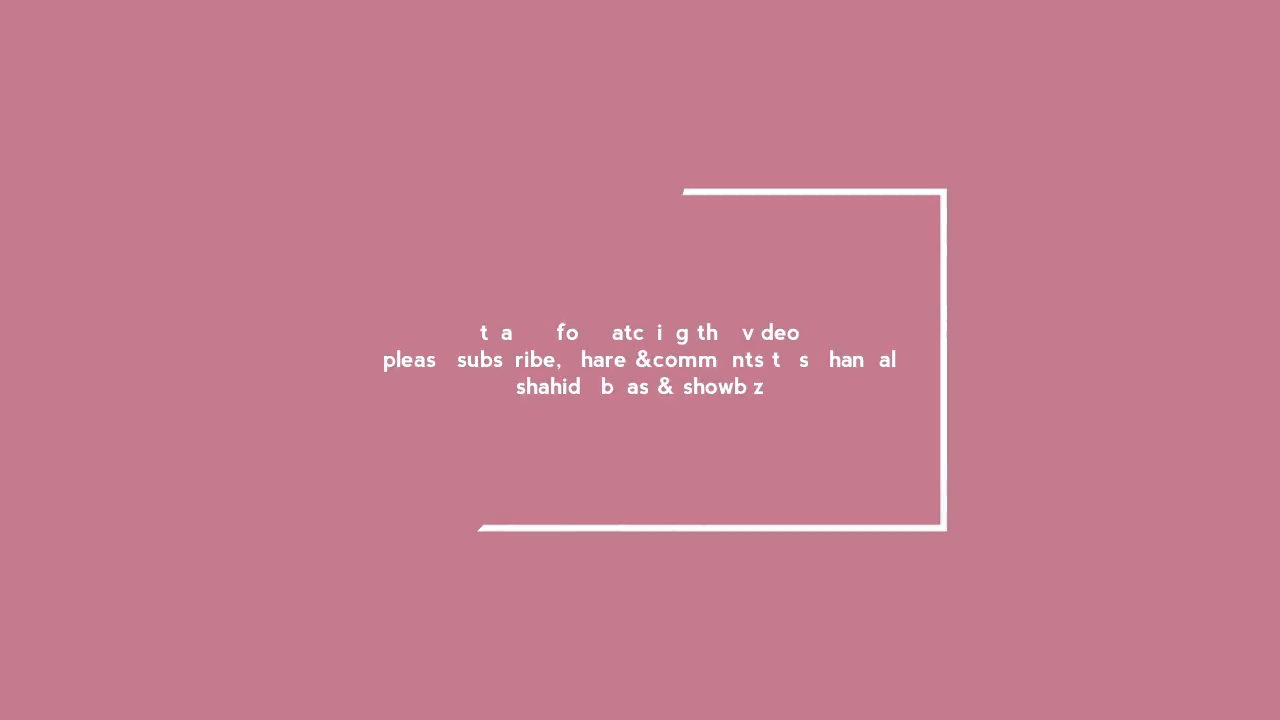 t a fo atc i g th v deo
pleas subs ribe, hare &comm nts t s han al
shahid b as & showb z